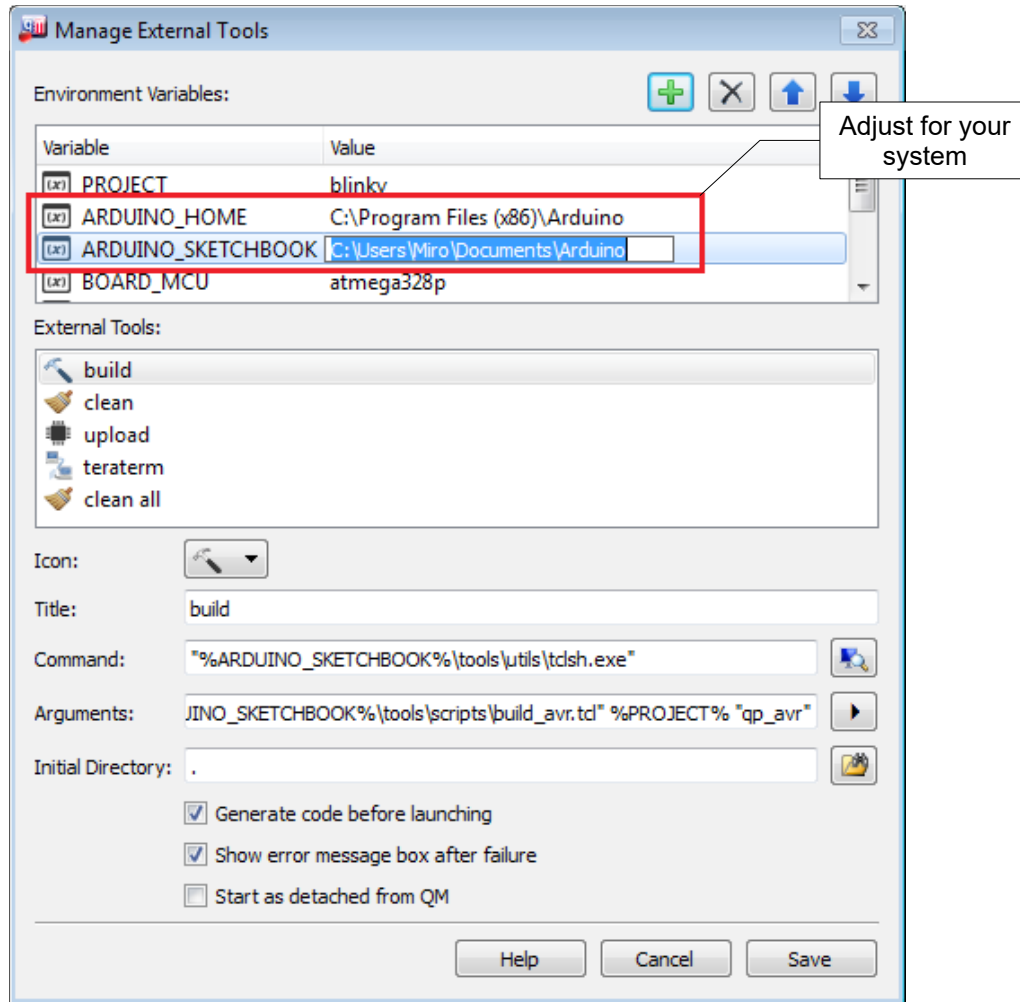 Manage External Tools
Environment Variables:
Adjust for your
system
Variable Value
(x) PROJECT blinky
(x) ARDUINO_HOME C:\Program Files (x86)\Arduino
(x) ARDUINO_SKETCHBOOK C:\Users\Miro\Documents\Arduino
(x) BOARD_MCU atmega328p
External Tools:
build
clean
upload
teraterm
clean all
Icon:
Title: build
Command: "%ARDUINO_SKETCHBOOK%\tools\utils\tclsh.exe"
Arguments: JINO_SKETCHBOOK%\tools\scripts\build_avr.tcl" %PROJECT% "qp_avr"
Initial Directory: .
Generate code before launching
Show error message box after failure
Start as detached from QM
Help Cancel Save